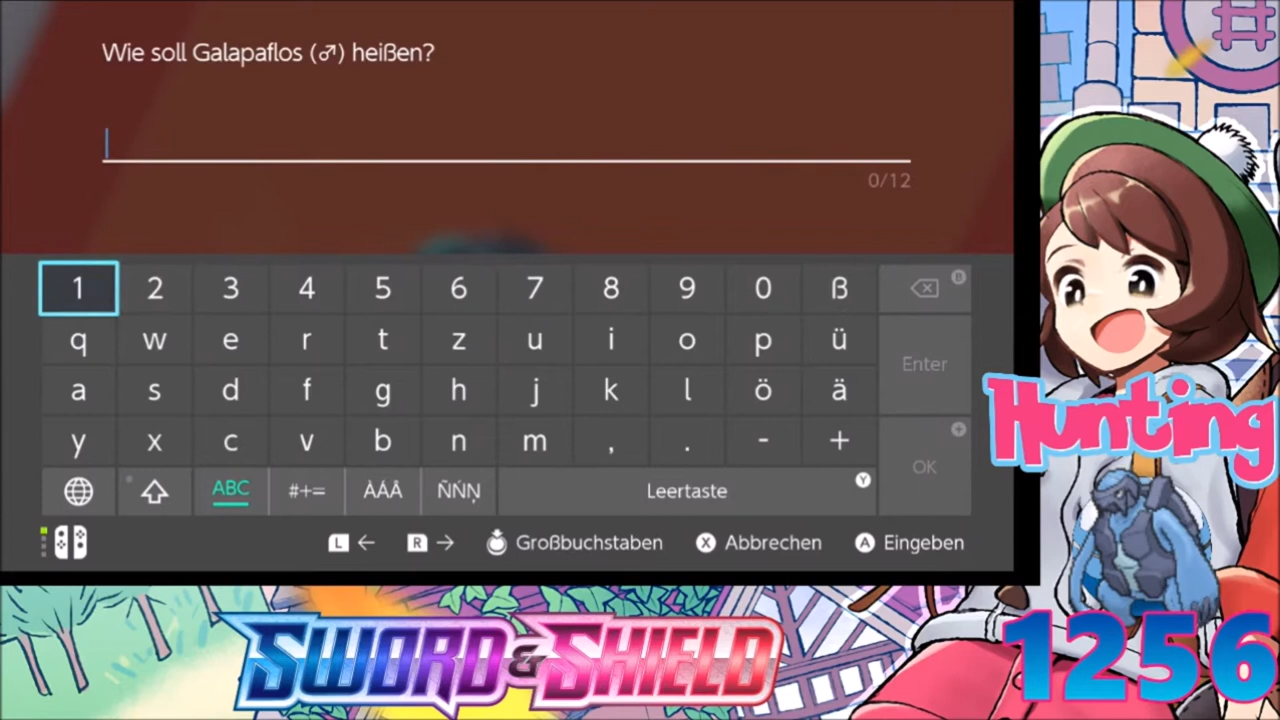 Wie soll Galapaflos (♂) heißen?
0/12
1 2 3 4 5 6 7 8 9 0 ß B
q w e r t z u i o p ü Enter
a s d f g h j k l ö ä
y x c v b n m , . - + OK
ABC #+= ÀÁÂ ÑŃŅ Leertaste Y
L ← R → Großbuchstaben X Abbrechen A Eingeben
Hunting
SWORD & SHIELD
1256